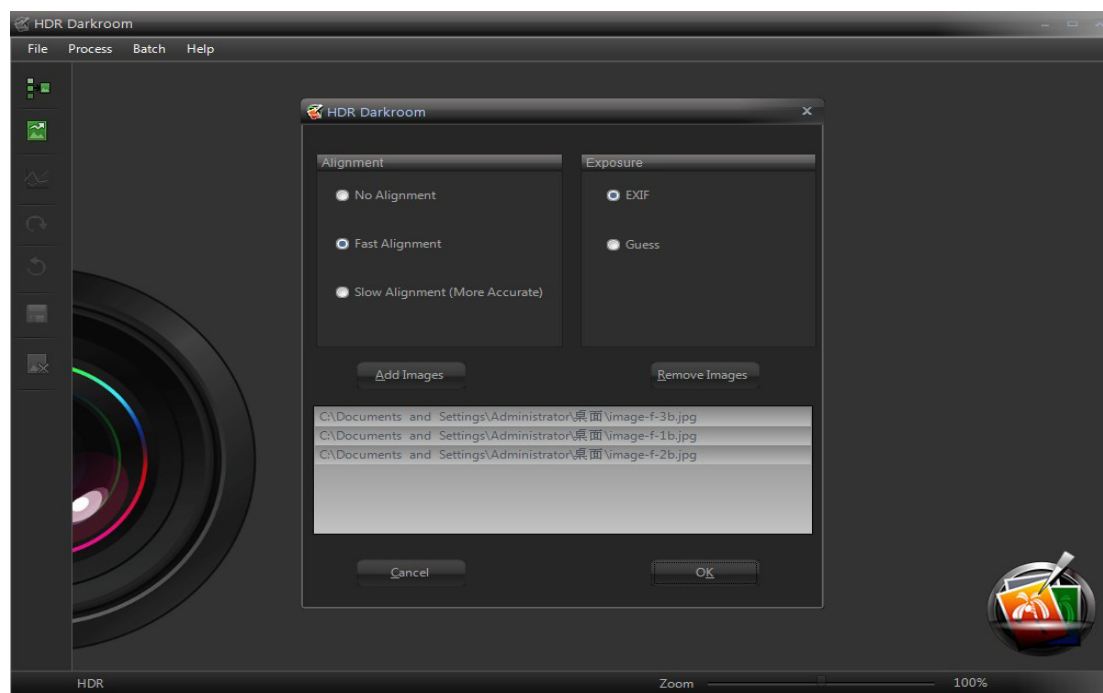 HDR Darkroom
File Process Batch Help
HDR Darkroom
Alignment
Exposure
No Alignment
EXIF
Fast Alignment
Guess
Slow Alignment (More Accurate)
Add Images
Remove Images
C:\Documents and Settings\Administrator\桌面\image-f-3b.jpg
C:\Documents and Settings\Administrator\桌面\image-f-1b.jpg
C:\Documents and Settings\Administrator\桌面\image-f-2b.jpg
Cancel
OK
HDR
Zoom
100%